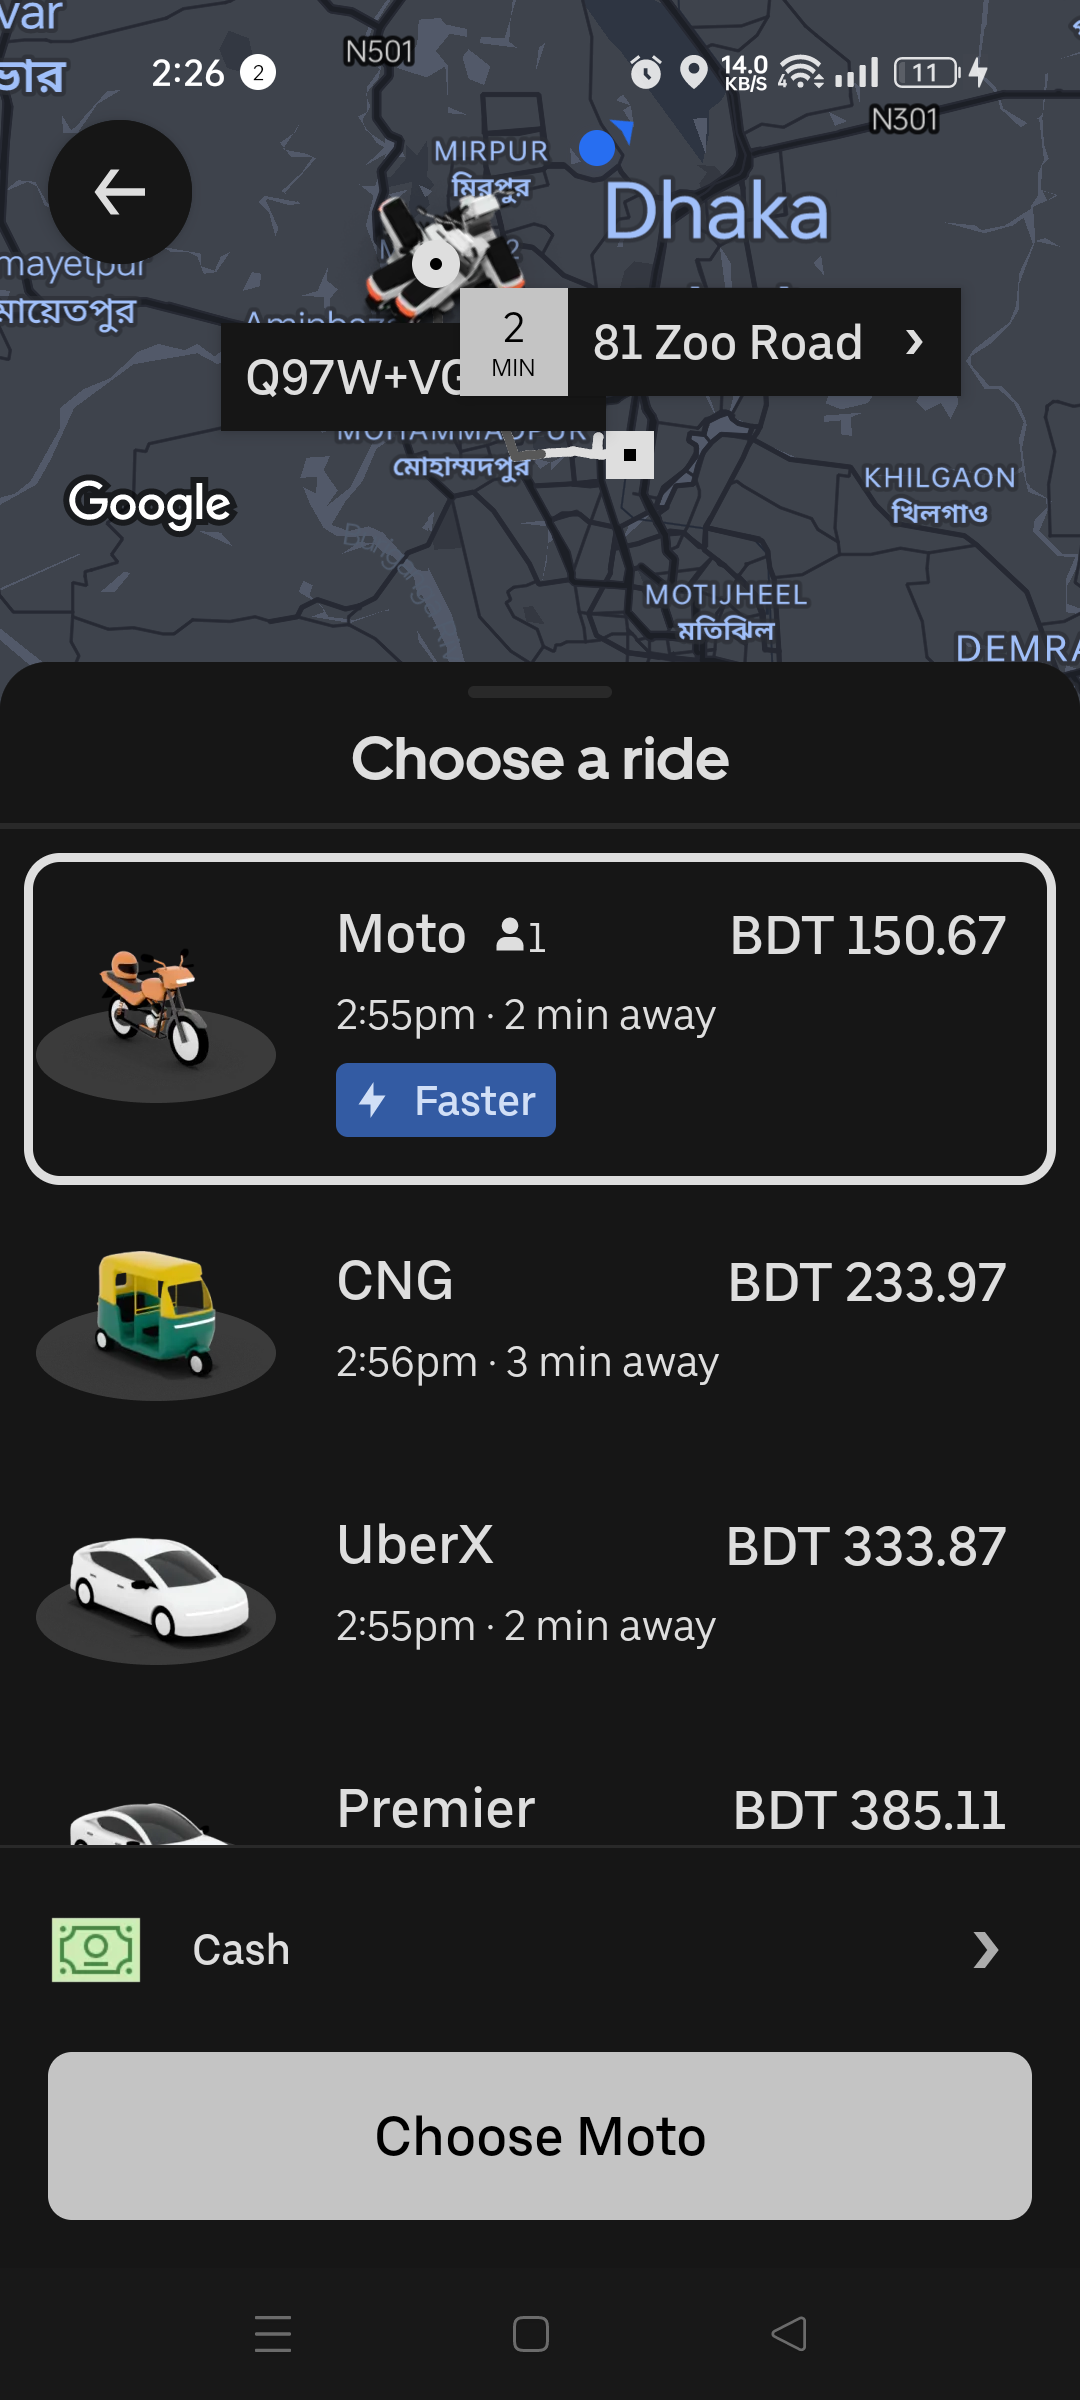 var
ভার
N501
2:26 2
14.0
KB/S
4
11
N301
MIRPUR
মিরপুর
Dhaka
2
mayetpur
মায়েতপুর
2
MIN
81 Zoo Road
Q97W+VG
MOHAMMADPUR
মোহাম্মদপুর
Google
KHILGAON
খিলগাও
MOTIJHEEL
মতিঝিল
DEMRA
Choose a ride
Moto 1 BDT 150.67
2:55pm · 2 min away
Faster
CNG BDT 233.97
2:56pm · 3 min away
UberX BDT 333.87
2:55pm · 2 min away
Premier BDT 385.11
Cash
Choose Moto